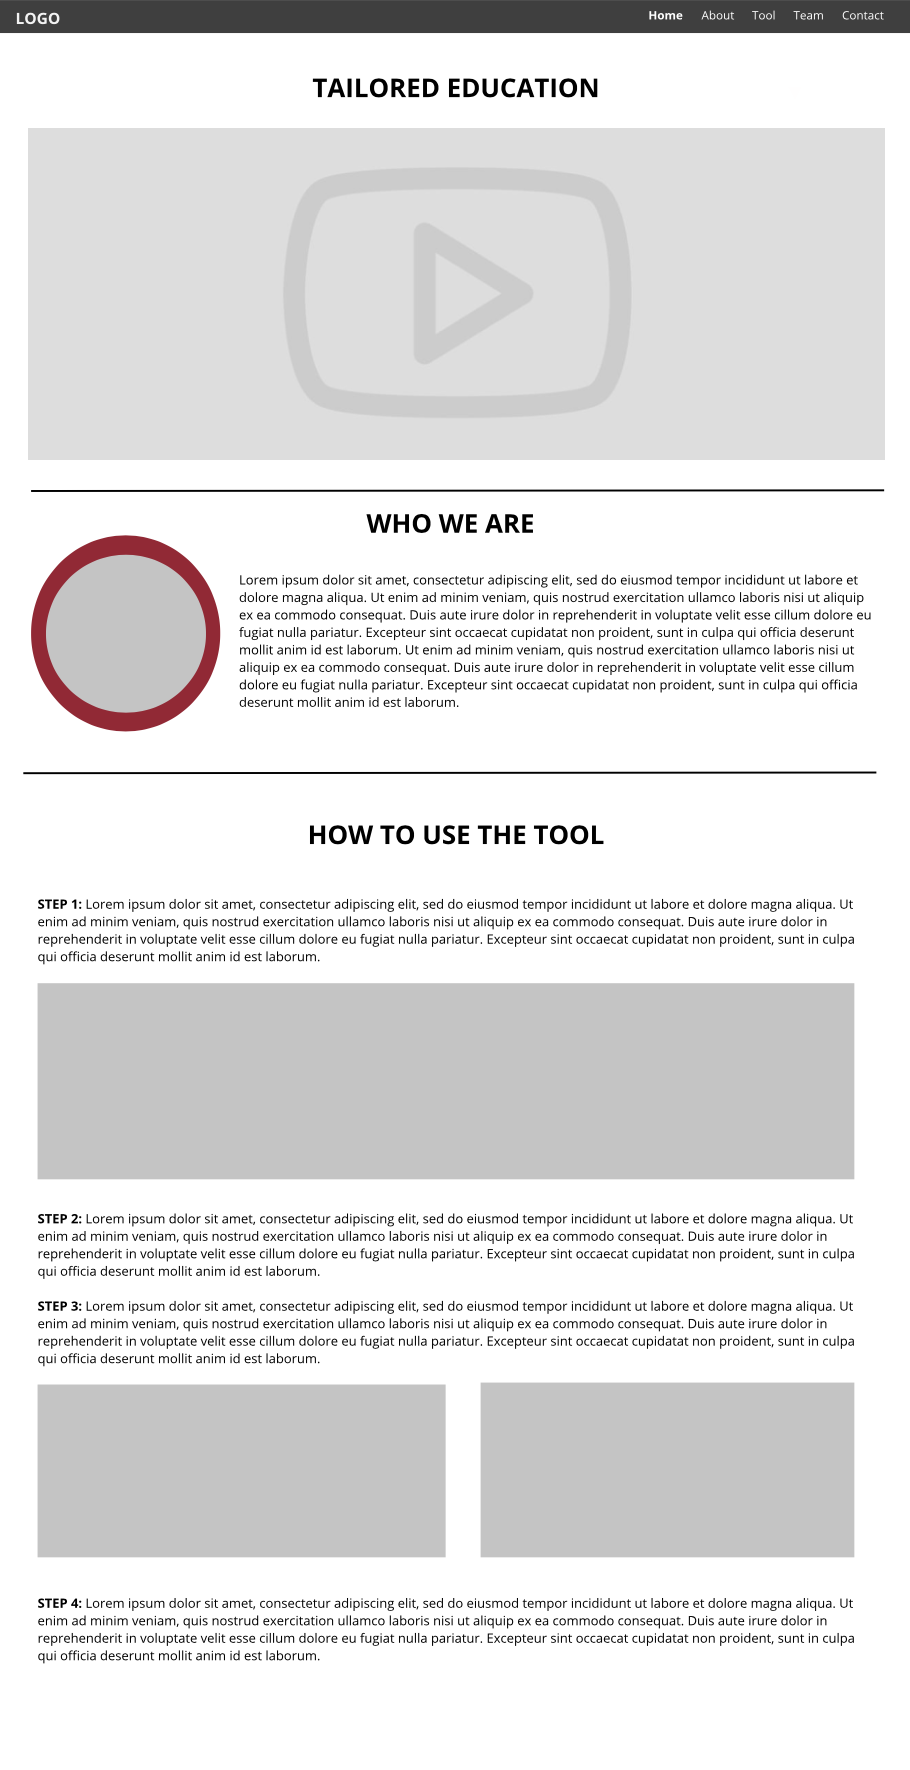 LOGO
Home About Tool Team Contact
TAILORED EDUCATION
WHO WE ARE
Lorem ipsum dolor sit amet, consectetur adipiscing elit, sed do eiusmod tempor incididunt ut labore et
dolore magna aliqua. Ut enim ad minim veniam, quis nostrud exercitation ullamco laboris nisi ut aliquip
ex ea commodo consequat. Duis aute irure dolor in reprehenderit in voluptate velit esse cillum dolore eu
fugiat nulla pariatur. Excepteur sint occaecat cupidatat non proident, sunt in culpa qui officia deserunt
mollit anim id est laborum. Ut enim ad minim veniam, quis nostrud exercitation ullamco laboris nisi ut
aliquip ex ea commodo consequat. Duis aute irure dolor in reprehenderit in voluptate velit esse cillum
dolore eu fugiat nulla pariatur. Excepteur sint occaecat cupidatat non proident, sunt in culpa qui officia
deserunt mollit anim id est laborum.
HOW TO USE THE TOOL
STEP 1: Lorem ipsum dolor sit amet, consectetur adipiscing elit, sed do eiusmod tempor incididunt ut labore et dolore magna aliqua. Ut
enim ad minim veniam, quis nostrud exercitation ullamco laboris nisi ut aliquip ex ea commodo consequat. Duis aute irure dolor in
reprehenderit in voluptate velit esse cillum dolore eu fugiat nulla pariatur. Excepteur sint occaecat cupidatat non proident, sunt in culpa
qui officia deserunt mollit anim id est laborum.
STEP 2: Lorem ipsum dolor sit amet, consectetur adipiscing elit, sed do eiusmod tempor incididunt ut labore et dolore magna aliqua. Ut
enim ad minim veniam, quis nostrud exercitation ullamco laboris nisi ut aliquip ex ea commodo consequat. Duis aute irure dolor in
reprehenderit in voluptate velit esse cillum dolore eu fugiat nulla pariatur. Excepteur sint occaecat cupidatat non proident, sunt in culpa
qui officia deserunt mollit anim id est laborum.
STEP 3: Lorem ipsum dolor sit amet, consectetur adipiscing elit, sed do eiusmod tempor incididunt ut labore et dolore magna aliqua. Ut
enim ad minim veniam, quis nostrud exercitation ullamco laboris nisi ut aliquip ex ea commodo consequat. Duis aute irure dolor in
reprehenderit in voluptate velit esse cillum dolore eu fugiat nulla pariatur. Excepteur sint occaecat cupidatat non proident, sunt in culpa
qui officia deserunt mollit anim id est laborum.
STEP 4: Lorem ipsum dolor sit amet, consectetur adipiscing elit, sed do eiusmod tempor incididunt ut labore et dolore magna aliqua. Ut
enim ad minim veniam, quis nostrud exercitation ullamco laboris nisi ut aliquip ex ea commodo consequat. Duis aute irure dolor in
reprehenderit in voluptate velit esse cillum dolore eu fugiat nulla pariatur. Excepteur sint occaecat cupidatat non proident, sunt in culpa
qui officia deserunt mollit anim id est laborum.